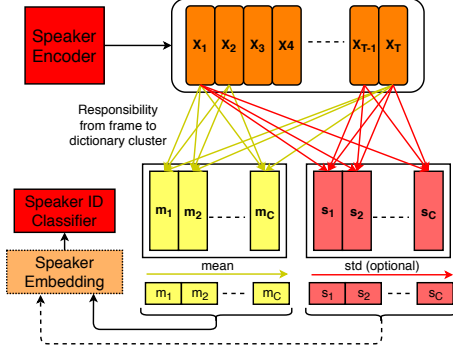 Speaker
Encoder
X1 X2 X3 X4 XT-1 XT
Responsibility
from frame to
dictionary cluster
m1 m2 mC
s1 s2 sC
Speaker ID
Classifier
Speaker
Embedding
mean
std (optional)
m1 m2 mC
s1 s2 sC